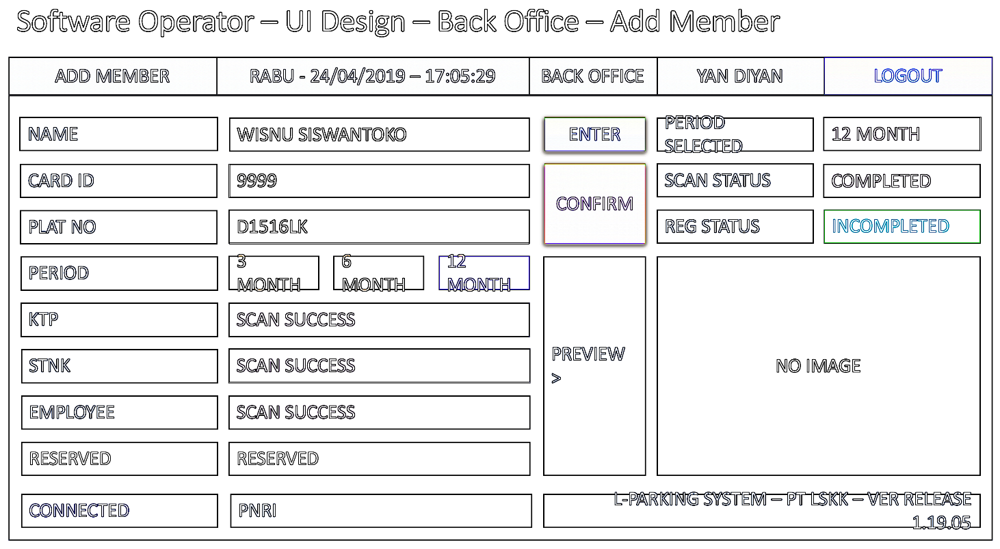 Software Operator – UI Design – Back Office – Add Member
ADD MEMBER
RABU - 24/04/2019 – 17:05:29
BACK OFFICE
YAN DIYAN
LOGOUT
NAME
WISNU SISWANTOKO
ENTER
PERIOD
SELECTED
12 MONTH
CARD ID
9999
CONFIRM
SCAN STATUS
COMPLETED
PLAT NO
D1516LK
REG STATUS
INCOMPLETED
PERIOD
3
MONTH
6
MONTH
12
MONTH
KTP
SCAN SUCCESS
STNK
SCAN SUCCESS
PREVIEW
>
NO IMAGE
EMPLOYEE
SCAN SUCCESS
RESERVED
RESERVED
CONNECTED
PNRI
L-PARKING SYSTEM – PT LSKK – VER RELEASE
1.19.05